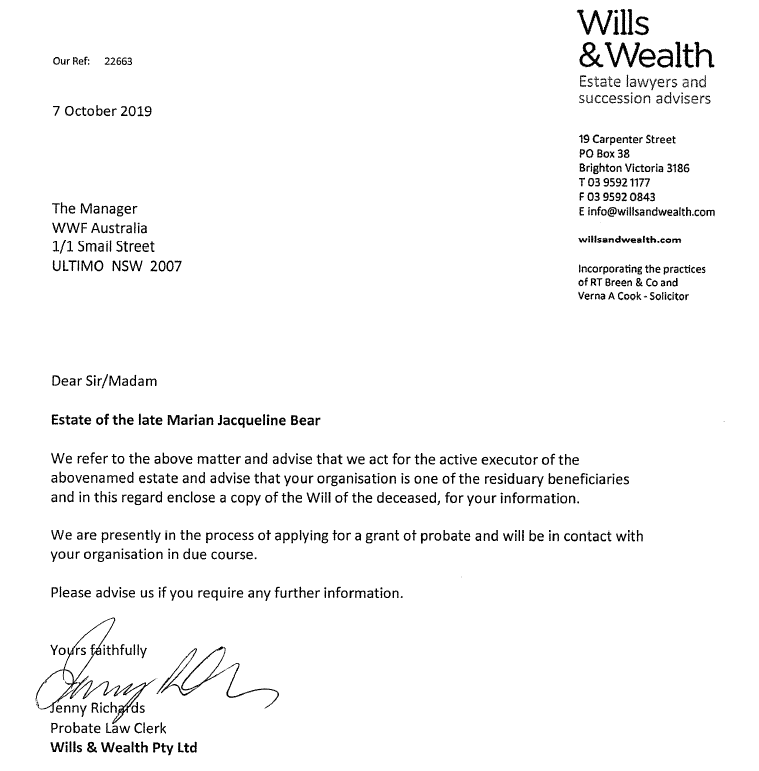 Wills
& Wealth
Estate lawyers and
succession advisers
Our Ref: 22663
7 October 2019
19 Carpenter Street
PO Box 38
Brighton Victoria 3186
T 03 9592 1177
F 03 9592 0843
E info@willsandwealth.com
willsandwealth.com
Incorporating the practices
of RT Breen & Co and
Verna A Cook - Solicitor
The Manager
WWF Australia
1/1 Smail Street
ULTIMO NSW 2007
Dear Sir/Madam
Estate of the late Marian Jacqueline Bear
We refer to the above matter and advise that we act for the active executor of the
abovenamed estate and advise that your organisation is one of the residuary beneficiaries
and in this regard enclose a copy of the Will of the deceased, for your information.
We are presently in the process of applying for a grant of probate and will be in contact with
your organisation in due course.
Please advise us if you require any further information.
Yours faithfully
Jenny Richards
Probate Law Clerk
Wills & Wealth Pty Ltd